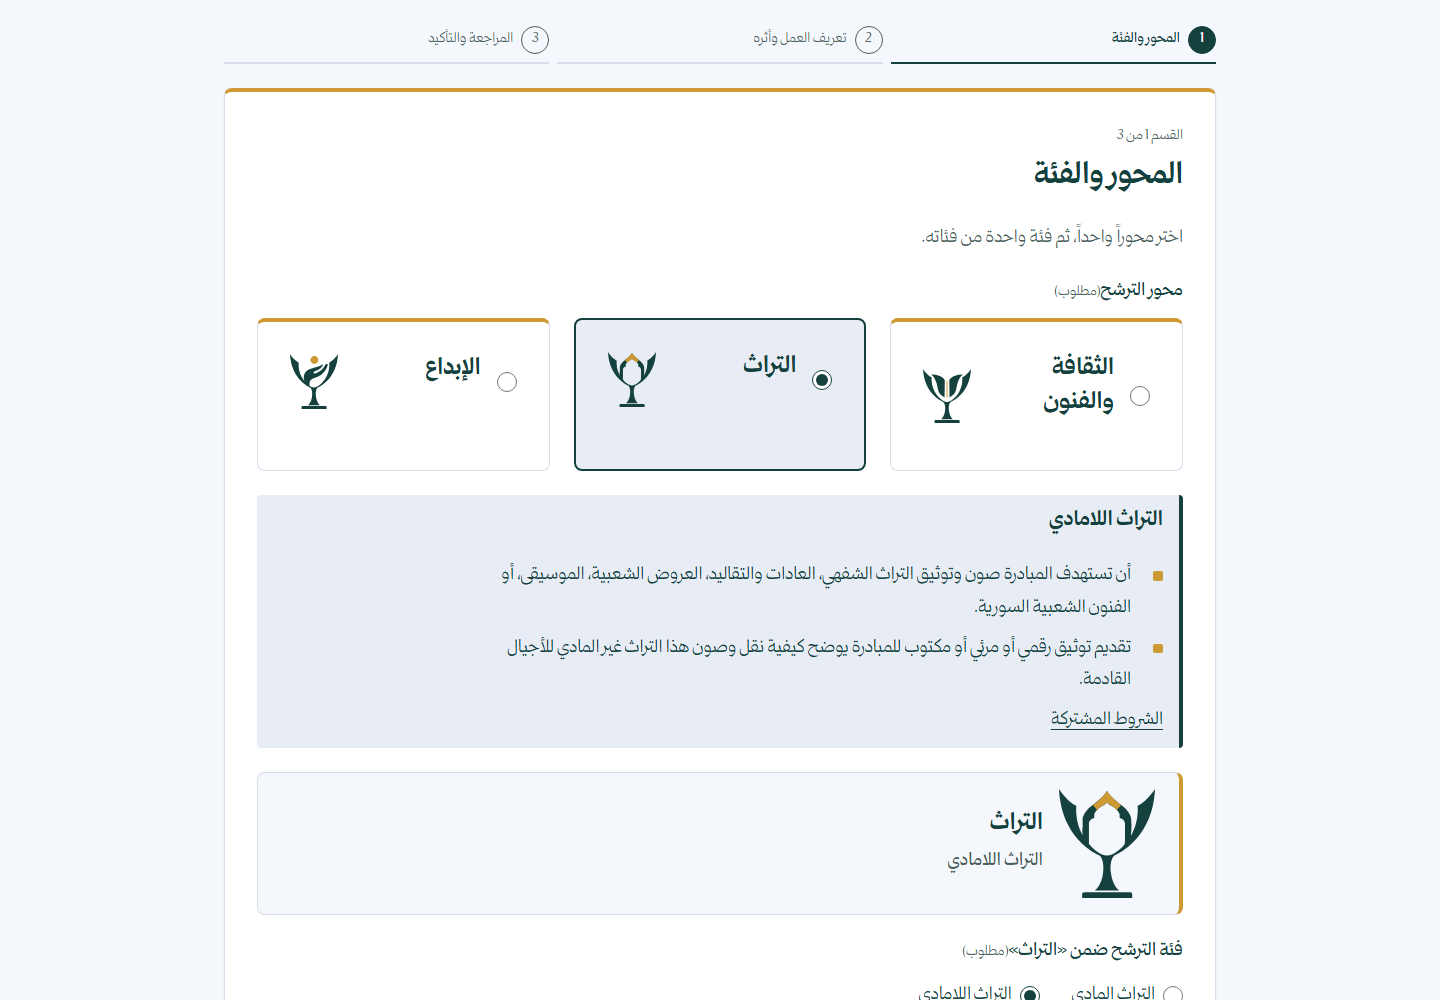 1 المحور والفئة
2 تعريف العمل وأثره
3 المراجعة والتأكيد
القسم 1 من 3
المحور والفئة
اختر محوراً واحداً، ثم فئة واحدة من فئاته.
محور الترشح(مطلوب)
الثقافة
والفنون
التراث
الإبداع
التراث اللامادي
أن تستهدف المبادرة صون وتوثيق التراث الشفهي، العادات والتقاليد، العروض الشعبية، الموسيقى، أو
الفنون الشعبية السورية.
تقديم توثيق رقمي أو مرئي أو مكتوب للمبادرة يوضح كيفية نقل وصون هذا التراث غير المادي للأجيال
القادمة.
الشروط المشتركة
التراث
التراث اللامادي
فئة الترشح ضمن «التراث»(مطلوب)
التراث المادي
التراث اللامادي